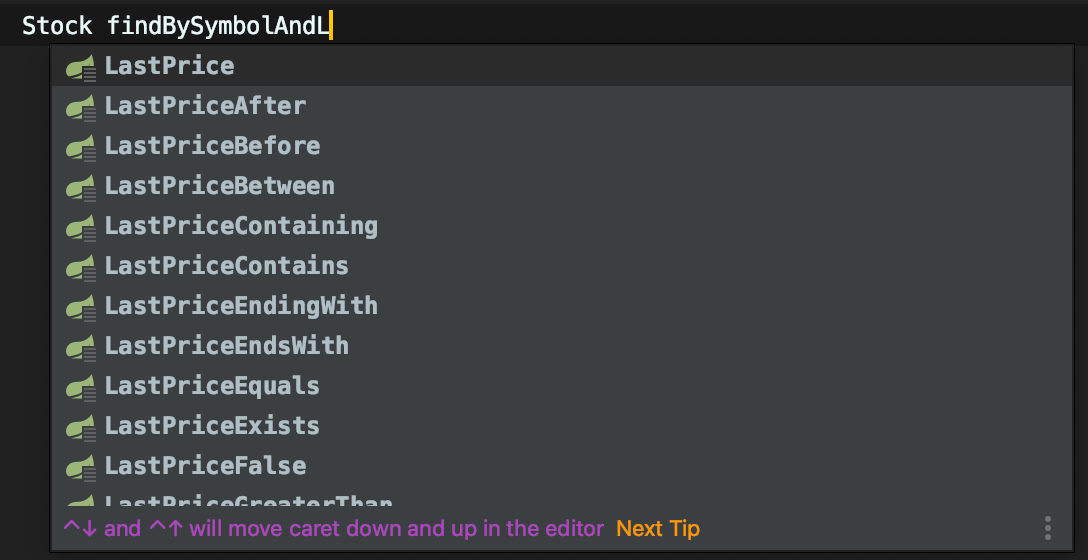 Stock findBySymbolAndL
LastPrice
LastPriceAfter
LastPriceBefore
LastPriceBetween
LastPriceContaining
LastPriceContains
LastPriceEndingWith
LastPriceEndsWith
LastPriceEquals
LastPriceExists
LastPriceFalse
LastPriceGreaterThan
^↓ and ^↑ will move caret down and up in the editor Next Tip